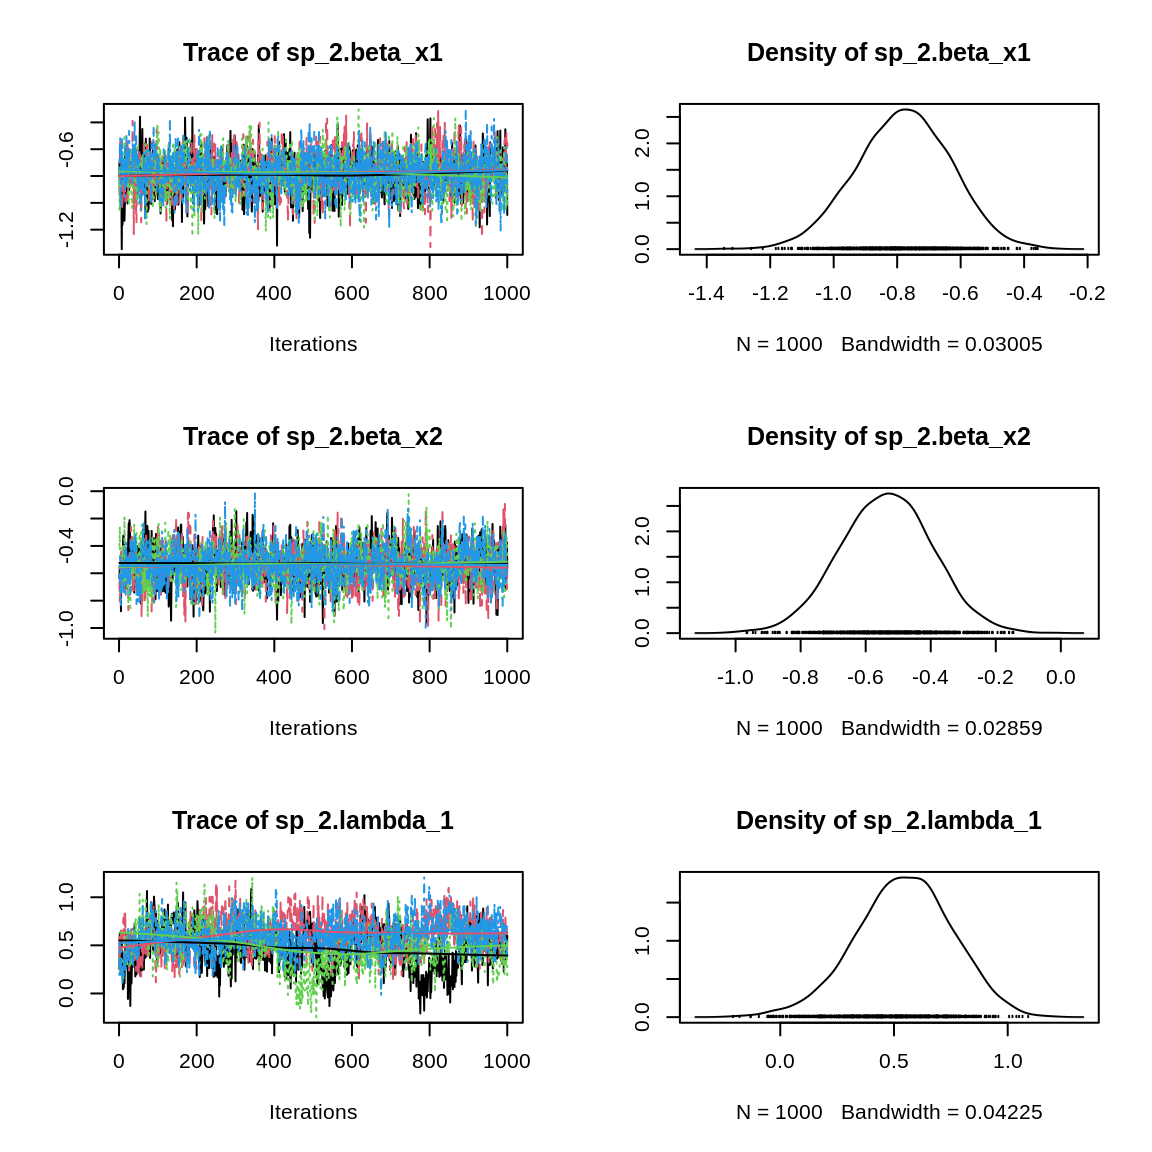 Trace of sp_2.beta_x1
-1.2 -0.6
0 200 400 600 800 1000
Iterations
Density of sp_2.beta_x1
0.0 1.0 2.0
-1.4 -1.2 -1.0 -0.8 -0.6 -0.4 -0.2
N = 1000 Bandwidth = 0.03005
Trace of sp_2.beta_x2
-1.0 -0.4 0.0
0 200 400 600 800 1000
Iterations
Density of sp_2.beta_x2
0.0 1.0 2.0
-1.0 -0.8 -0.6 -0.4 -0.2 0.0
N = 1000 Bandwidth = 0.02859
Trace of sp_2.lambda_1
0.0 0.5 1.0
0 200 400 600 800 1000
Iterations
Density of sp_2.lambda_1
0.0 1.0
0.0 0.5 1.0
N = 1000 Bandwidth = 0.04225